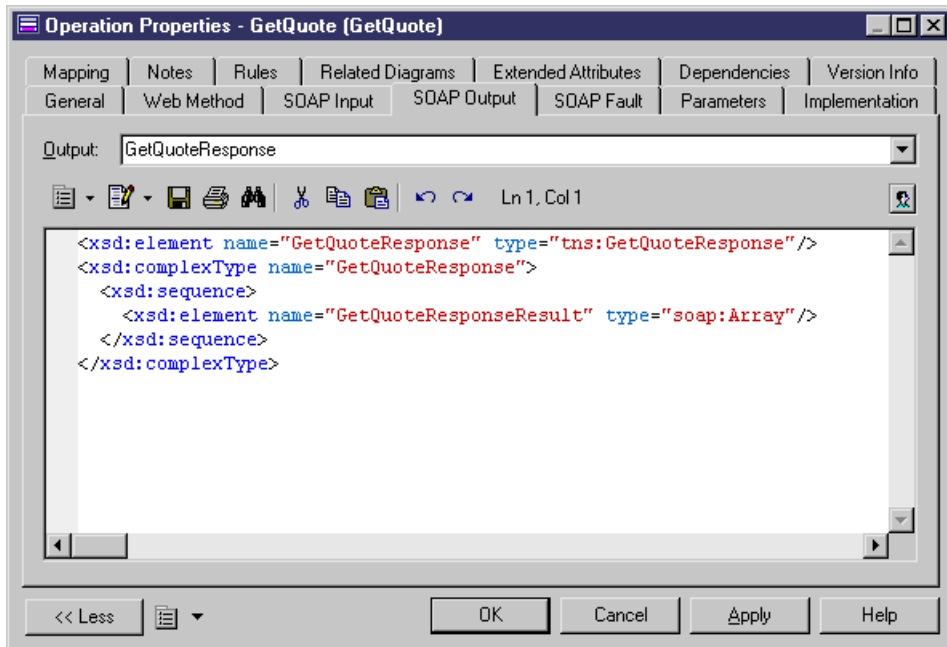 Operation Properties - GetQuote (GetQuote)
Mapping Notes Rules Related Diagrams Extended Attributes Dependencies Version Info
General Web Method SOAP Input SOAP Output SOAP Fault Parameters Implementation
Output: GetQuoteResponse
Ln 1, Col 1
<xsd:element name="GetQuoteResponse" type="tns:GetQuoteResponse"/>
<xsd:complexType name="GetQuoteResponse">
<xsd:sequence>
<xsd:element name="GetQuoteResponseResult" type="soap:Array"/>
</xsd:sequence>
</xsd:complexType>
<< Less OK Cancel Apply Help